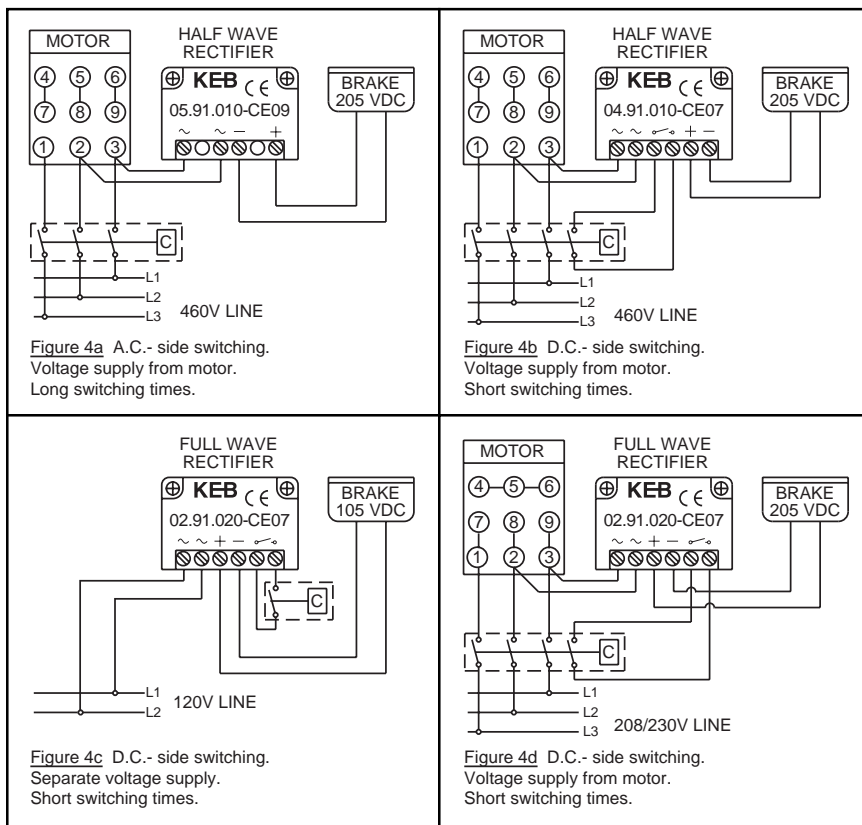 MOTOR
HALF WAVE
RECTIFIER
4 5 6
KEB CE
BRAKE
205 VDC
7 8 9
05.91.010-CE09
~ ~ − +
1 2 3
C
L1
L2
L3 460V LINE
Figure 4a A.C.- side switching.
Voltage supply from motor.
Long switching times.
MOTOR
HALF WAVE
RECTIFIER
4 5 6
KEB CE
BRAKE
205 VDC
7 8 9
04.91.010-CE07
~ ~ + −
1 2 3
C
L1
L2
L3 460V LINE
Figure 4b D.C.- side switching.
Voltage supply from motor.
Short switching times.
FULL WAVE
RECTIFIER
KEB CE
BRAKE
105 VDC
02.91.020-CE07
~ ~ + −
C
L1
L2 120V LINE
Figure 4c D.C.- side switching.
Separate voltage supply.
Short switching times.
MOTOR
FULL WAVE
RECTIFIER
4 5 6
KEB CE
BRAKE
205 VDC
7 8 9
02.91.020-CE07
~ ~ + −
1 2 3
C
L1
L2
L3 208/230V LINE
Figure 4d D.C.- side switching.
Voltage supply from motor.
Short switching times.